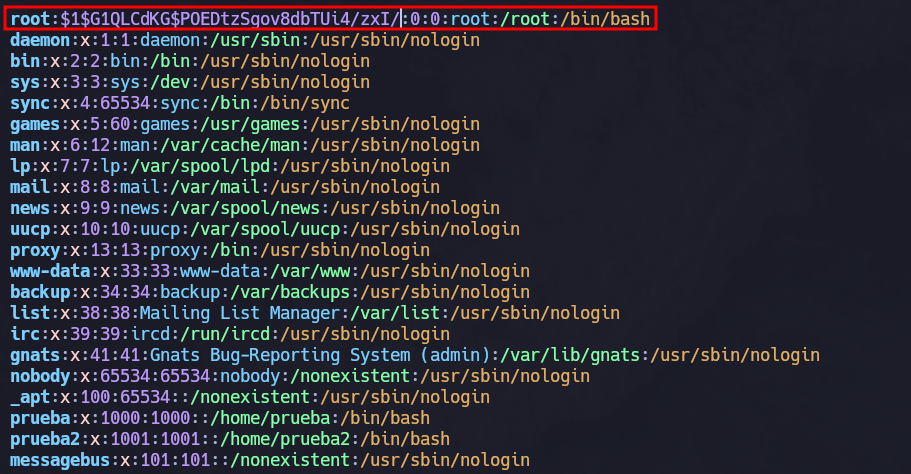 root:$1$G1QLCdKG$POEDtzSqov8dbTUi4/zxI/:0:0:root:/root:/bin/bash
daemon:x:1:1:daemon:/usr/sbin:/usr/sbin/nologin
bin:x:2:2:bin:/bin:/usr/sbin/nologin
sys:x:3:3:sys:/dev:/usr/sbin/nologin
sync:x:4:65534:sync:/bin:/bin/sync
games:x:5:60:games:/usr/games:/usr/sbin/nologin
man:x:6:12:man:/var/cache/man:/usr/sbin/nologin
lp:x:7:7:lp:/var/spool/lpd:/usr/sbin/nologin
mail:x:8:8:mail:/var/mail:/usr/sbin/nologin
news:x:9:9:news:/var/spool/news:/usr/sbin/nologin
uucp:x:10:10:uucp:/var/spool/uucp:/usr/sbin/nologin
proxy:x:13:13:proxy:/bin:/usr/sbin/nologin
www-data:x:33:33:www-data:/var/www:/usr/sbin/nologin
backup:x:34:34:backup:/var/backups:/usr/sbin/nologin
list:x:38:38:Mailing List Manager:/var/list:/usr/sbin/nologin
irc:x:39:39:ircd:/run/ircd:/usr/sbin/nologin
gnats:x:41:41:Gnats Bug-Reporting System (admin):/var/lib/gnats:/usr/sbin/nologin
nobody:x:65534:65534:nobody:/nonexistent:/usr/sbin/nologin
_apt:x:100:65534::/nonexistent:/usr/sbin/nologin
prueba:x:1000:1000::/home/prueba:/bin/bash
prueba2:x:1001:1001::/home/prueba2:/bin/bash
messagebus:x:101:101::/nonexistent:/usr/sbin/nologin